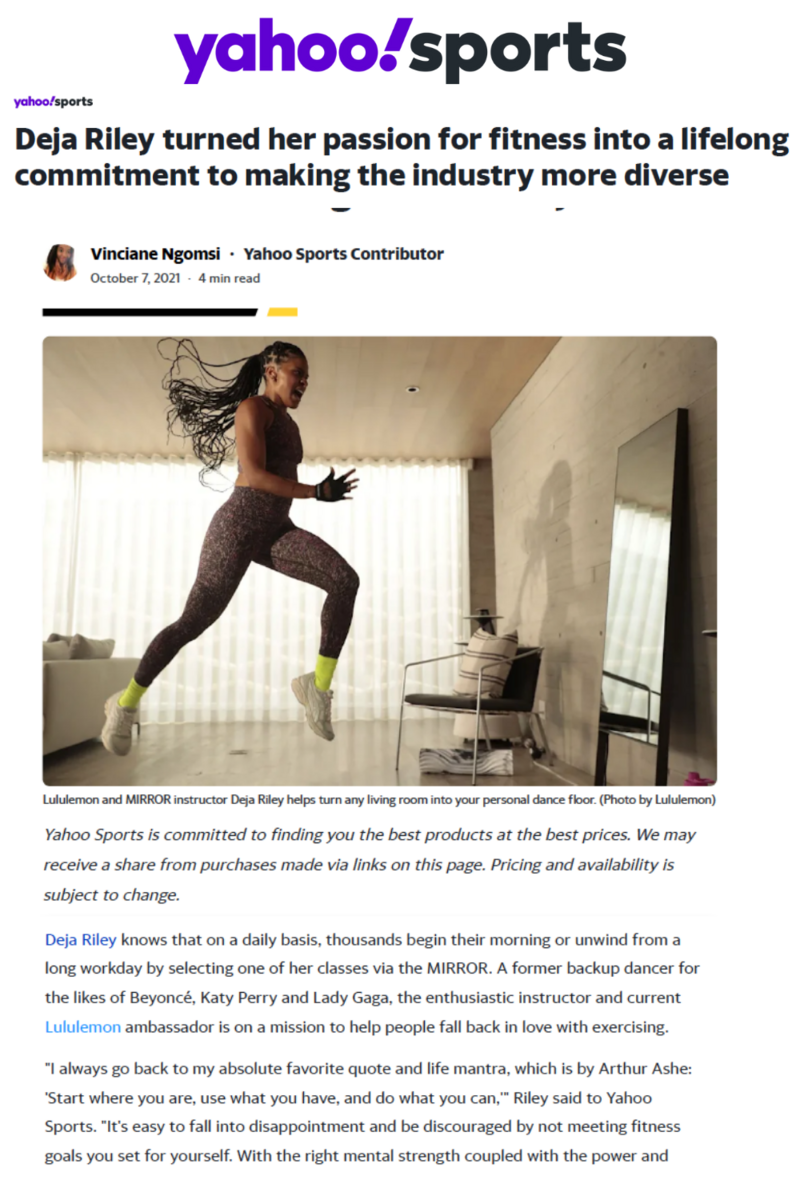 yahoo!sports
yahoo!sports
Deja Riley turned her passion for fitness into a lifelong
commitment to making the industry more diverse
Vinciane Ngomsi · Yahoo Sports Contributor
October 7, 2021 · 4 min read
Lululemon and MIRROR instructor Deja Riley helps turn any living room into your personal dance floor. (Photo by Lululemon)
Yahoo Sports is committed to finding you the best products at the best prices. We may
receive a share from purchases made via links on this page. Pricing and availability is
subject to change.
Deja Riley knows that on a daily basis, thousands begin their morning or unwind from a
long workday by selecting one of her classes via the MIRROR. A former backup dancer for
the likes of Beyoncé, Katy Perry and Lady Gaga, the enthusiastic instructor and current
Lululemon ambassador is on a mission to help people fall back in love with exercising.
"I always go back to my absolute favorite quote and life mantra, which is by Arthur Ashe:
'Start where you are, use what you have, and do what you can,'" Riley said to Yahoo
Sports. "It's easy to fall into disappointment and be discouraged by not meeting fitness
goals you set for yourself. With the right mental strength coupled with the power and